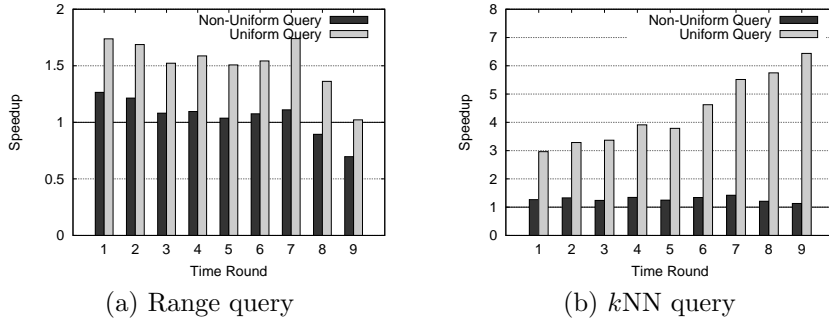 2
1.5
1
0.5
0
Speedup
Non-Uniform Query
Uniform Query
1 2 3 4 5 6 7 8 9
Time Round
(a) Range query
8
7
6
5
4
3
2
1
0
Speedup
Non-Uniform Query
Uniform Query
1 2 3 4 5 6 7 8 9
Time Round
(b) kNN query